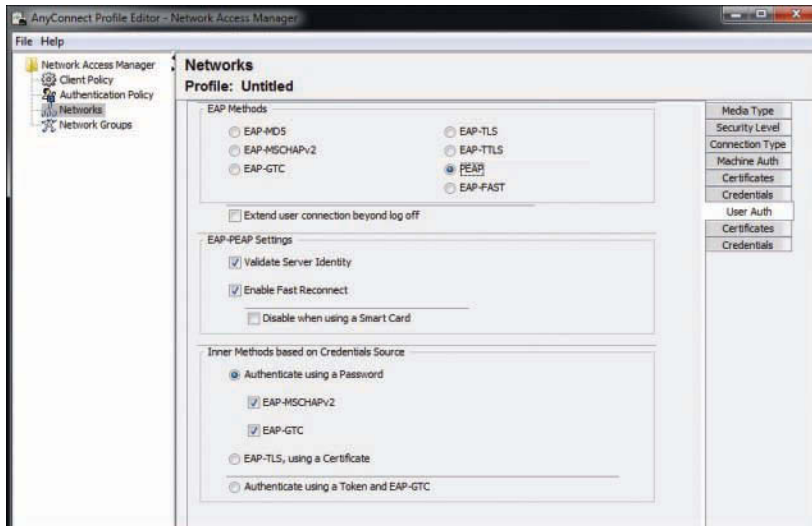 AnyConnect Profile Editor - Network Access Manager
File Help
Network Access Manager
Client Policy
Authentication Policy
Networks
Network Groups
Networks
Profile: Untitled
EAP Methods
EAP-MD5
EAP-TLS
EAP-MSCHAPv2
EAP-TTLS
EAP-GTC
PEAP
EAP-FAST
Extend user connection beyond log off
EAP-PEAP Settings
Validate Server Identity
Enable Fast Reconnect
Disable when using a Smart Card
Inner Methods based on Credentials Source
Authenticate using a Password
EAP-MSCHAPv2
EAP-GTC
EAP-TLS, using a Certificate
Authenticate using a Token and EAP-GTC
Media Type
Security Level
Connection Type
Machine Auth
Certificates
Credentials
User Auth
Certificates
Credentials